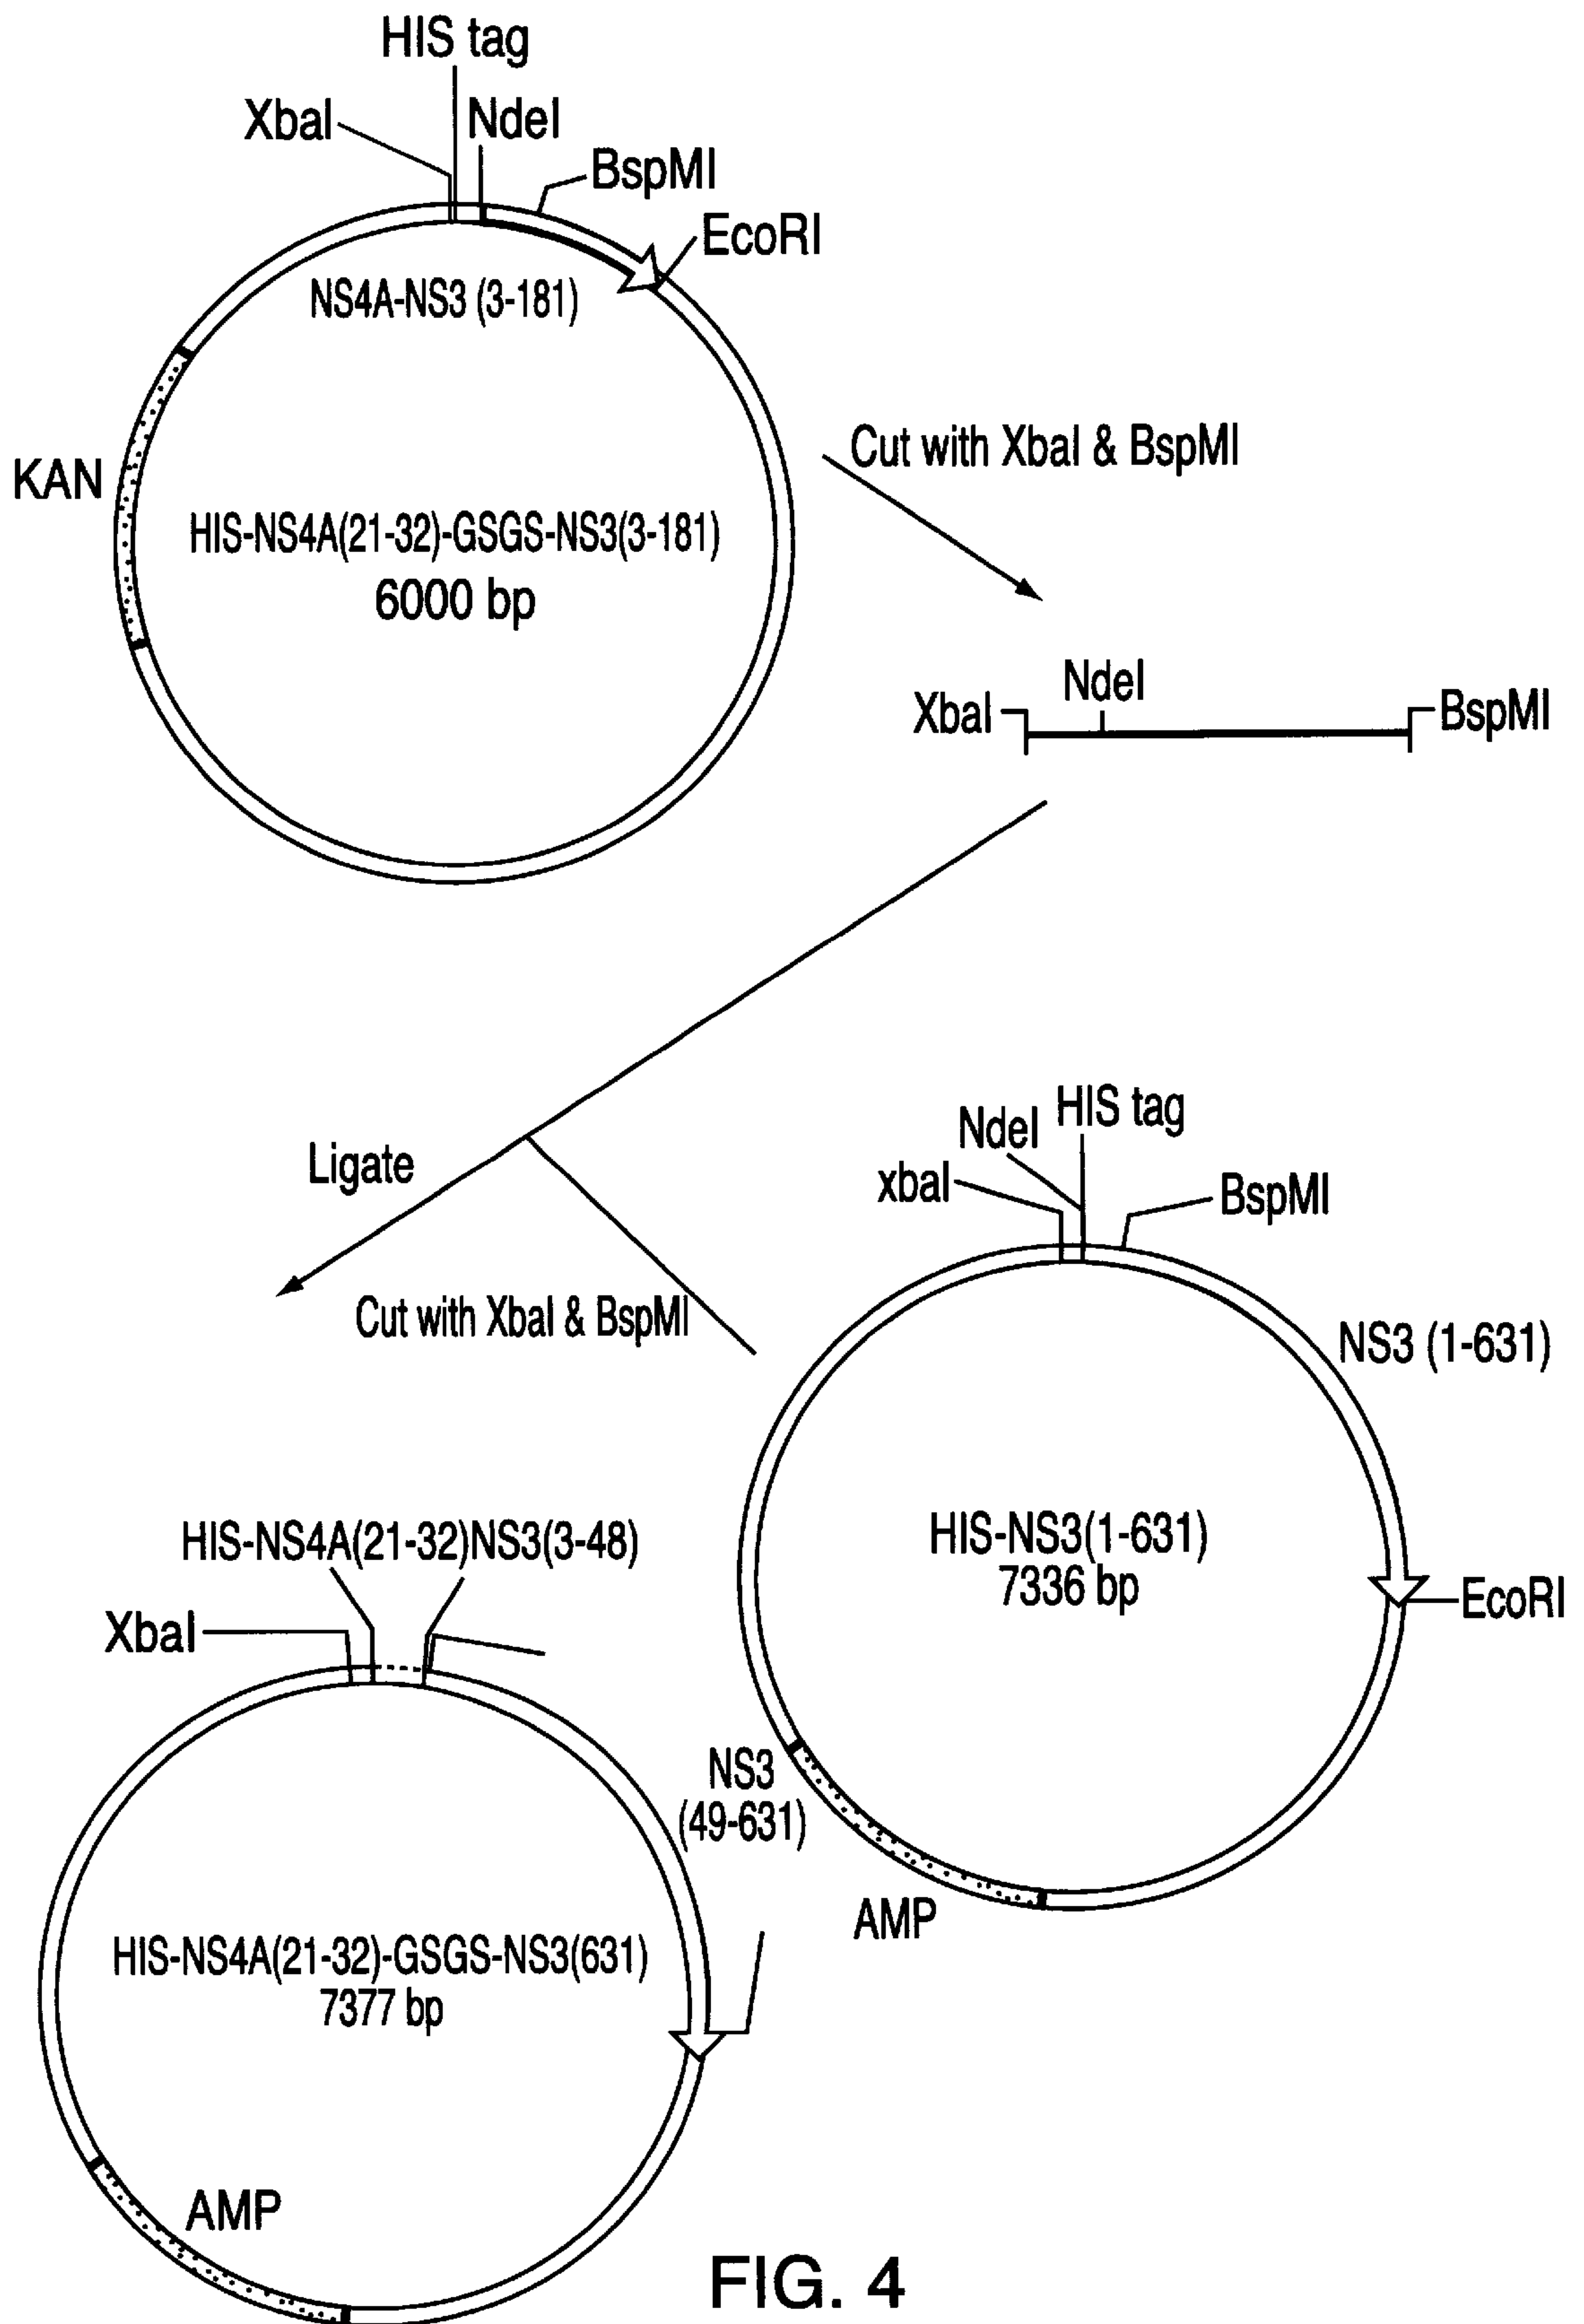 HIS tag
XbaI
NdeI
BspMI
EcoRI
NS4A-NS3 (3-181)
KAN
HIS-NS4A(21-32)-GSGS-NS3(3-181)
6000 bp
Cut with XbaI & BspMI
XbaI
NdeI
BspMI
Ligate
Cut with XbaI & BspMI
HIS tag
NdeI
xbaI
BspMI
NS3 (1-631)
HIS-NS3(1-631)
7336 bp
EcoRI
AMP
HIS-NS4A(21-32)NS3(3-48)
XbaI
NS3
(49-631)
HIS-NS4A(21-32)-GSGS-NS3(631)
7377 bp
AMP
FIG. 4